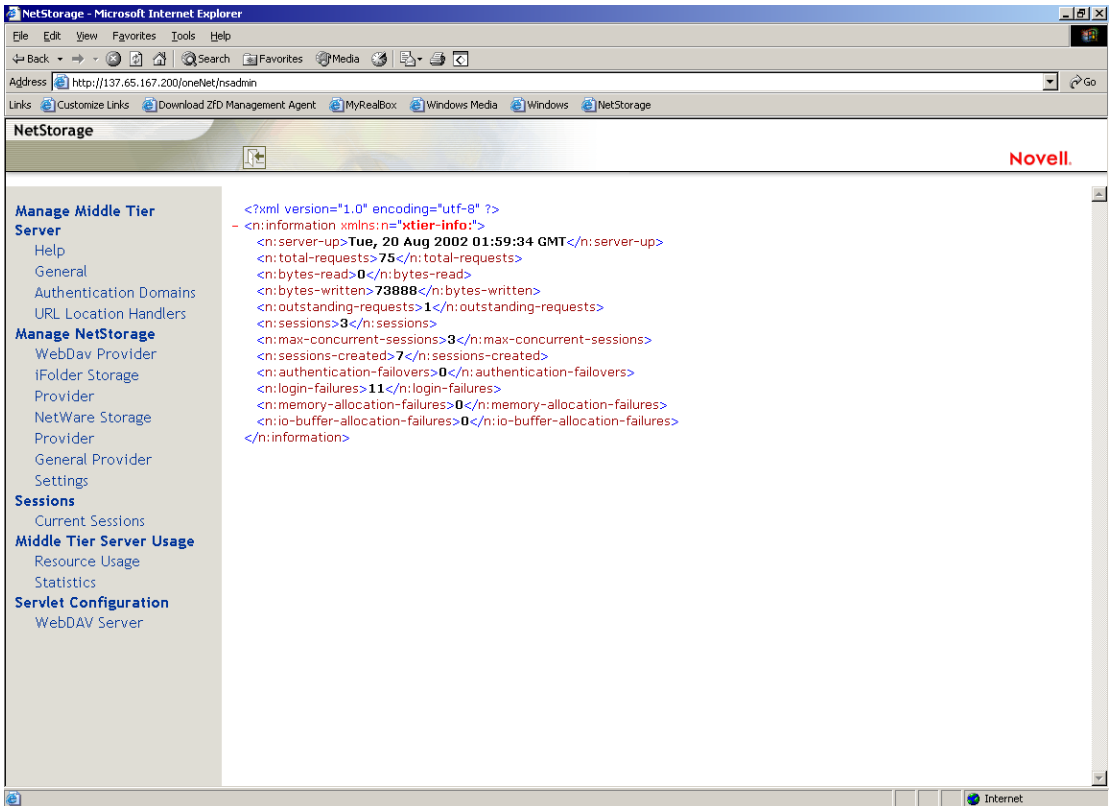 NetStorage - Microsoft Internet Explorer
File Edit View Favorites Tools Help
Back Search Favorites Media
Address http://137.65.167.200/oneNet/nsadmin Go
Links Customize Links Download ZfD Management Agent MyRealBox Windows Media Windows NetStorage
NetStorage
Novell.
Manage Middle Tier
Server
Help
General
Authentication Domains
URL Location Handlers
Manage NetStorage
WebDav Provider
iFolder Storage
Provider
NetWare Storage
Provider
General Provider
Settings
Sessions
Current Sessions
Middle Tier Server Usage
Resource Usage
Statistics
Servlet Configuration
WebDAV Server
<?xml version="1.0" encoding="utf-8" ?>
- <n:information xmlns:n="xtier-info:">
<n:server-up>Tue, 20 Aug 2002 01:59:34 GMT</n:server-up>
<n:total-requests>75</n:total-requests>
<n:bytes-read>0</n:bytes-read>
<n:bytes-written>73888</n:bytes-written>
<n:outstanding-requests>1</n:outstanding-requests>
<n:sessions>3</n:sessions>
<n:max-concurrent-sessions>3</n:max-concurrent-sessions>
<n:sessions-created>7</n:sessions-created>
<n:authentication-failovers>0</n:authentication-failovers>
<n:login-failures>11</n:login-failures>
<n:memory-allocation-failures>0</n:memory-allocation-failures>
<n:io-buffer-allocation-failures>0</n:io-buffer-allocation-failures>
</n:information>
Internet